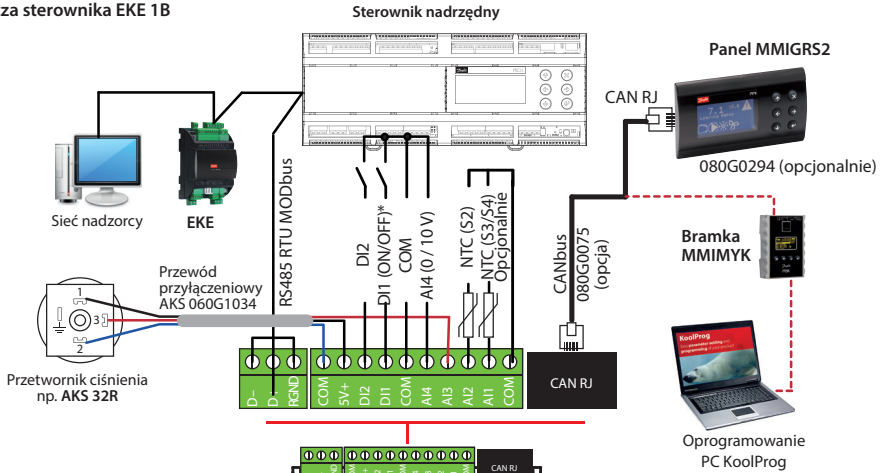 za sterownika EKE 1B
Sterownik nadrzędny
Panel MMIGRS2
CAN RJ
080G0294 (opcjonalnie)
Sieć nadzorcy
EKE
RS485 RTU MODbus
DI2
DI1 (ON/OFF)*
COM
AI4 (0 / 10 V)
NTC (S2)
NTC (S3/S4)
Opcjonalnie
CANbus
080G0075
(opcja)
Bramka
MMIMYK
Przewód
przyłączeniowy
AKS 060G1034
1
3
2
Przetwornik ciśnienia
np. AKS 32R
D−
D+
RGND
COM
5V+
DI2
DI1
COM
AI4
AI3
AI2
AI1
COM
CAN RJ
KoolProg
Oprogramowanie
PC KoolProg
CAN RJ